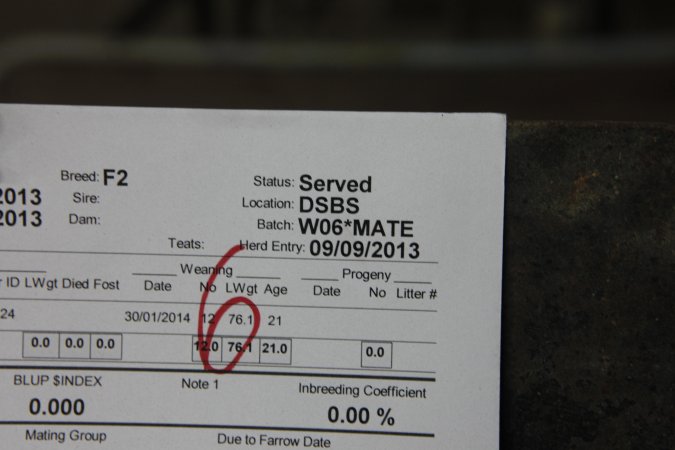 Breed: F2 Status: Served
2013 Sire: Location: DSBS
2013 Dam: Batch: W06*MATE
Teats: Herd Entry: 09/09/2013
Weaning Progeny
ID LWgt Died Fost Date No LWgt Age Date No Litter #
24 30/01/2014 12 76.1 21
0.0 0.0 0.0 12.0 76.1 21.0 0.0
BLUP $INDEX Note 1 Inbreeding Coefficient
0.000 0.00 %
Mating Group Due to Farrow Date